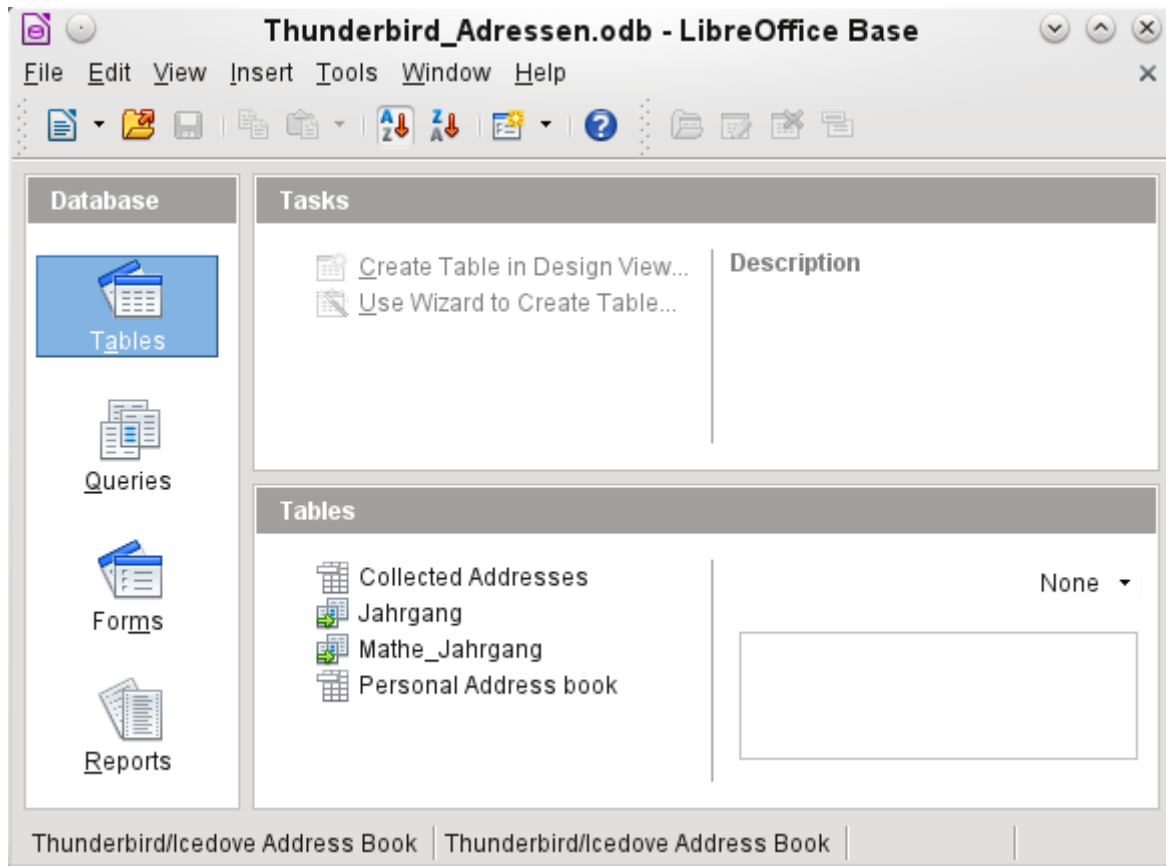 Thunderbird_Adressen.odb - LibreOffice Base
File Edit View Insert Tools Window Help
Database
Tables
Queries
Forms
Reports
Tasks
Create Table in Design View...
Use Wizard to Create Table...
Description
Tables
Collected Addresses
Jahrgang
Mathe_Jahrgang
Personal Address book
None
Thunderbird/Icedove Address Book
Thunderbird/Icedove Address Book